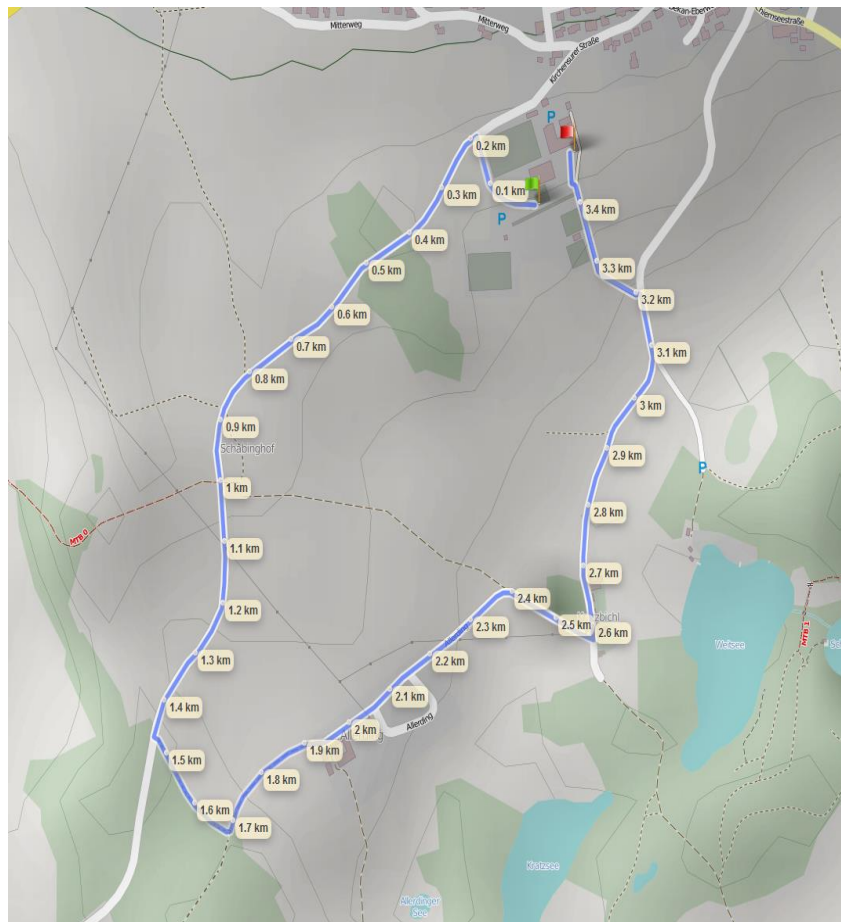 Mitterweg
Mitterweg
Dekan-Eberw
Chiemseestraße
Kirchensurer Straße
P
0.2 km
0.1 km
0.3 km
P
3.4 km
0.4 km
0.5 km
3.3 km
3.2 km
0.6 km
0.7 km
3.1 km
0.8 km
3 km
0.9 km
Schabinghof
2.9 km
P
1 km
2.8 km
MTB 0
1.1 km
2.7 km
1.2 km
2.4 km
2.5 km
2.6 km
2.3 km
MTB 1
Weitsee
1.3 km
2.2 km
2.1 km
1.4 km
Allerding
2 km
1.9 km
1.5 km
1.8 km
1.6 km
1.7 km
Kratzsee
Allerdinger
See